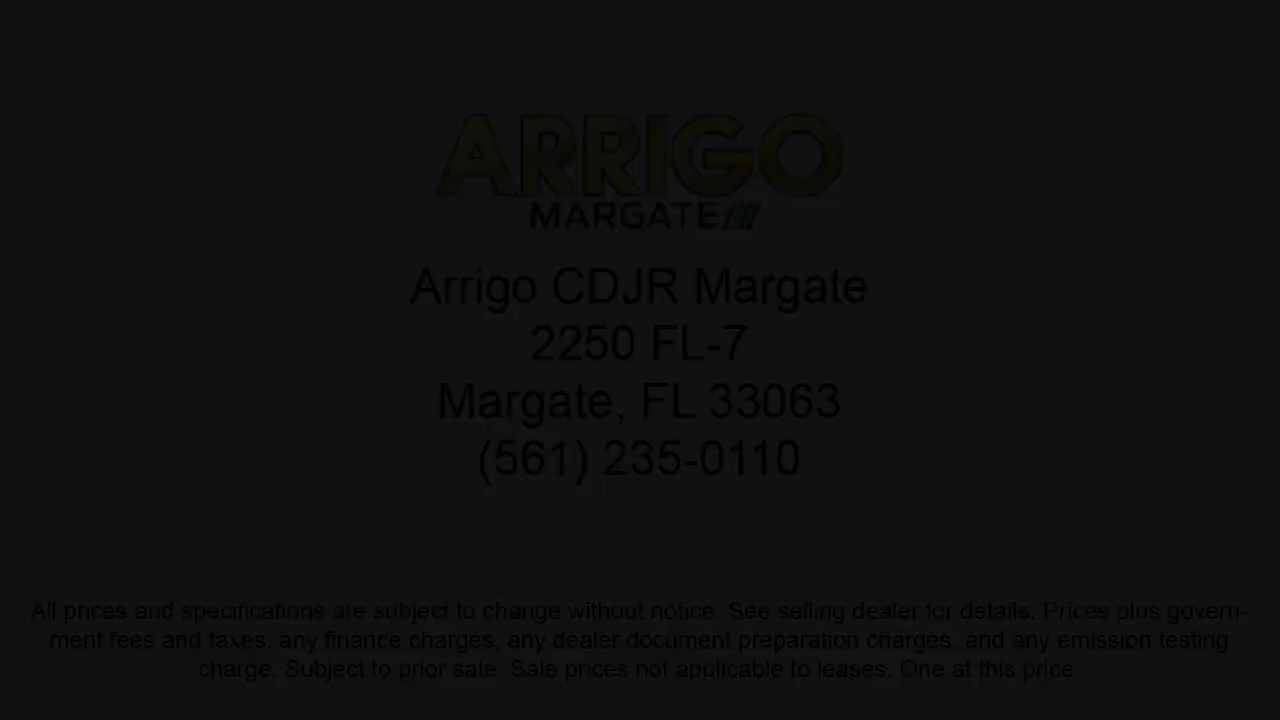 ARRIGO
MARGATE
Arrigo CDJR Margate
2250 FL-7
Margate, FL 33063
(561) 235-0110
All prices and specifications are subject to change without notice. See selling dealer for details. Prices plus govern-
ment fees and taxes, any finance charges, any dealer document preparation charges, and any emission testing
charge. Subject to prior sale. Sale prices not applicable to leases. One at this price